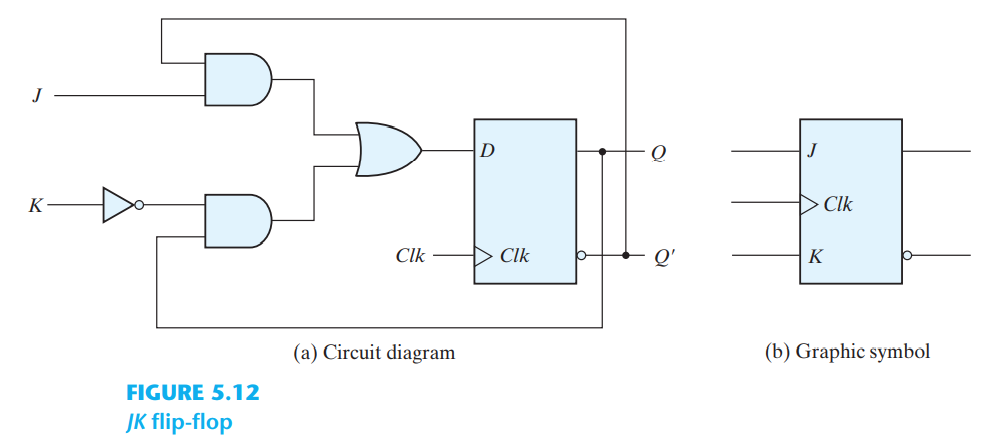 J
K
D
Clk
Clk
Q
Q'
J
Clk
K
(a) Circuit diagram
(b) Graphic symbol
FIGURE 5.12
JK flip-flop